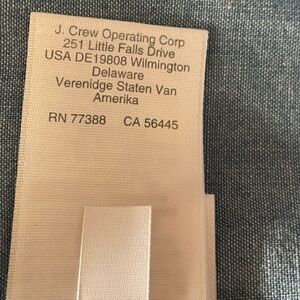 J. Crew Operating Corp
251 Little Falls Drive
USA DE19808 Wilmington
Delaware
Verenidge Staten Van
Amerika
RN 77388 CA 56445